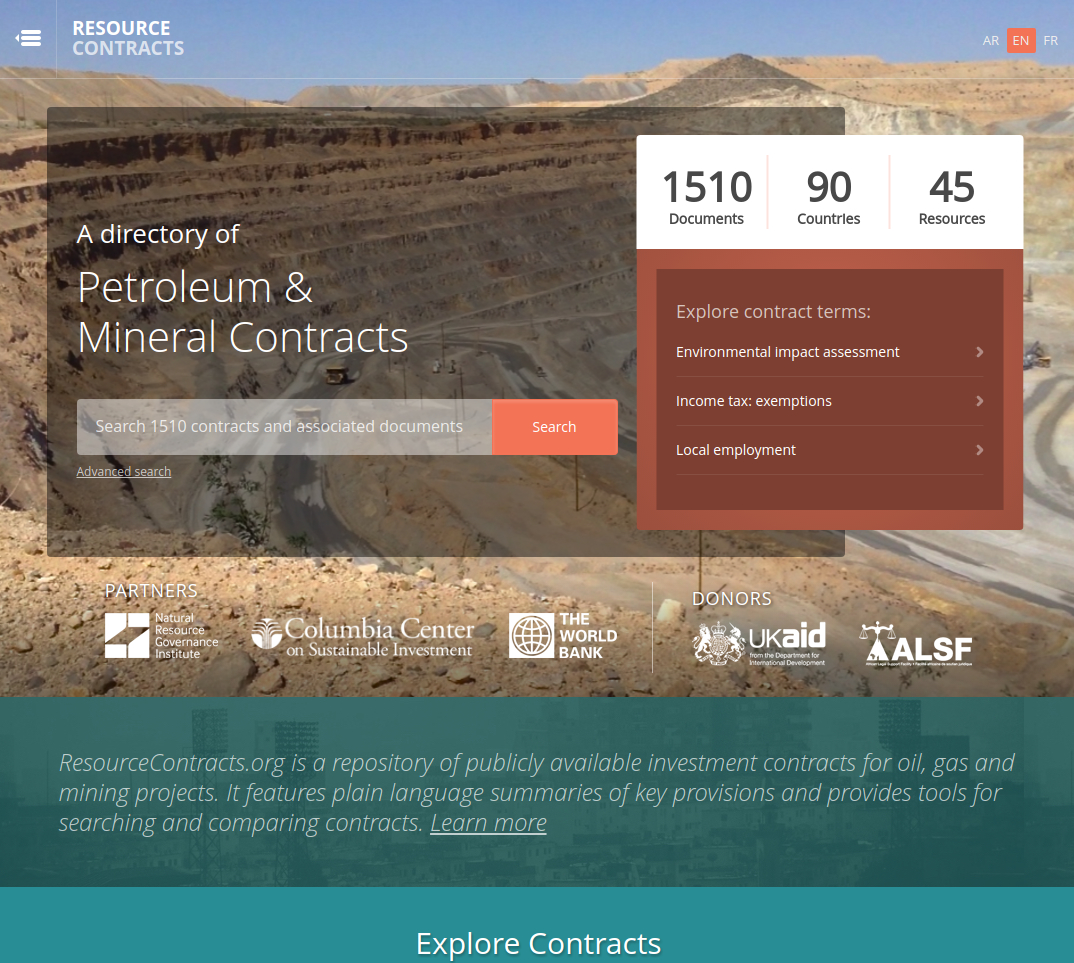 RESOURCE
CONTRACTS
AR EN FR
A directory of
Petroleum &
Mineral Contracts
Search 1510 contracts and associated documents
Search
Advanced search
1510 90 45
Documents Countries Resources
Explore contract terms:
Environmental Impact assessment
Income tax: exemptions
Local employment
PARTNERS
Natural
Resource
Governance
Institute
Columbia Center
on Sustainable Investment
THE
WORLD
BANK
DONORS
UKaid
from the Department for
International Development
ALSF
ResourceContracts.org is a repository of publicly available investment contracts for oil, gas and
mining projects. It features plain language summaries of key provisions and provides tools for
searching and comparing contracts. Learn more
Explore Contracts